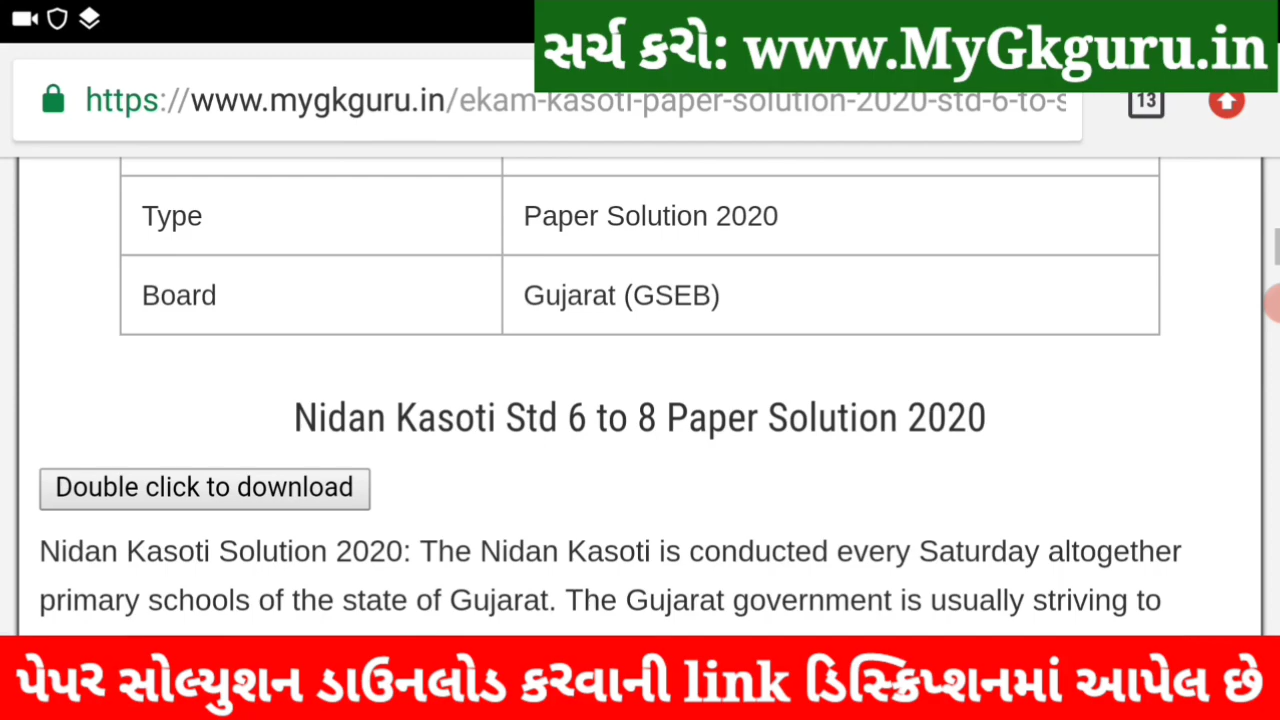 સર્ચ કરો: www.MyGkguru.in
https://www.mygkguru.in/ekam-kasoti-paper-solution-2020-std-6-to-s
13
Type Paper Solution 2020
Board Gujarat (GSEB)
Nidan Kasoti Std 6 to 8 Paper Solution 2020
Double click to download
Nidan Kasoti Solution 2020: The Nidan Kasoti is conducted every Saturday altogether
primary schools of the state of Gujarat. The Gujarat government is usually striving to
પેપર સોલ્યુશન ડાઉનલોડ કરવાની link ડિસ્ક્રિપ્શનમાં આપેલ છે